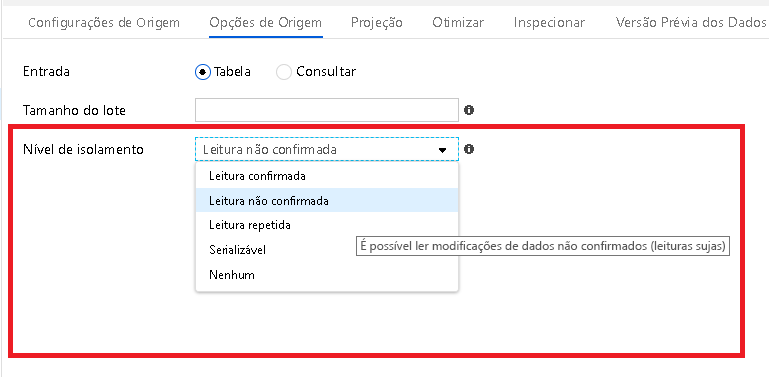 Configurações de Origem Opções de Origem Projeção Otimizar Inspecionar Versão Prévia dos Dados
Entrada Tabela Consultar
Tamanho do lote
Nível de isolamento Leitura não confirmada
Leitura confirmada
Leitura não confirmada
Leitura repetida
É possível ler modificações de dados não confirmados (leituras sujas)
Serializável
Nenhum